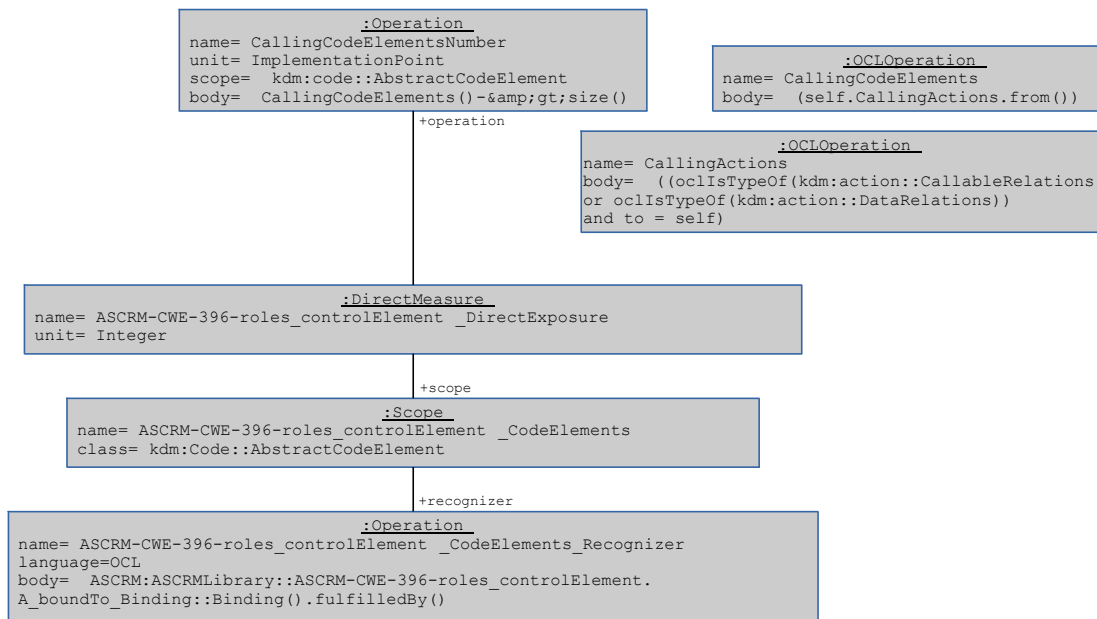 :Operation
name= CallingCodeElementsNumber
unit= ImplementationPoint
scope=  kdm:code::AbstractCodeElement
body=  CallingCodeElements()-&amp;gt;size()
:OCLOperation
name= CallingCodeElements
body=  (self.CallingActions.from())
+operation
:OCLOperation
name= CallingActions
body=  ((oclIsTypeOf(kdm:action::CallableRelations
or oclIsTypeOf(kdm:action::DataRelations))
and to = self)
:DirectMeasure
name= ASCRM-CWE-396-roles_controlElement _DirectExposure
unit= Integer
+scope
:Scope
name= ASCRM-CWE-396-roles_controlElement _CodeElements
class= kdm:Code::AbstractCodeElement
+recognizer
:Operation
name= ASCRM-CWE-396-roles_controlElement _CodeElements_Recognizer
language=OCL
body=  ASCRM:ASCRMLibrary::ASCRM-CWE-396-roles_controlElement.
A_boundTo_Binding::Binding().fulfilledBy()